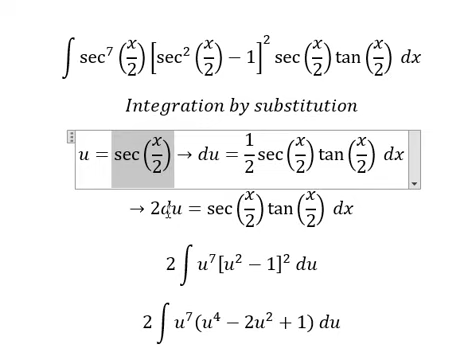 ∫ sec⁷(x/2) [sec²(x/2) − 1]² sec(x/2) tan(x/2) dx
Integration by substitution
u = sec(x/2) → du = 1/2 sec(x/2) tan(x/2) dx
→ 2du = sec(x/2) tan(x/2) dx
2 ∫ u⁷[u² − 1]² du
2 ∫ u⁷(u⁴ − 2u² + 1) du